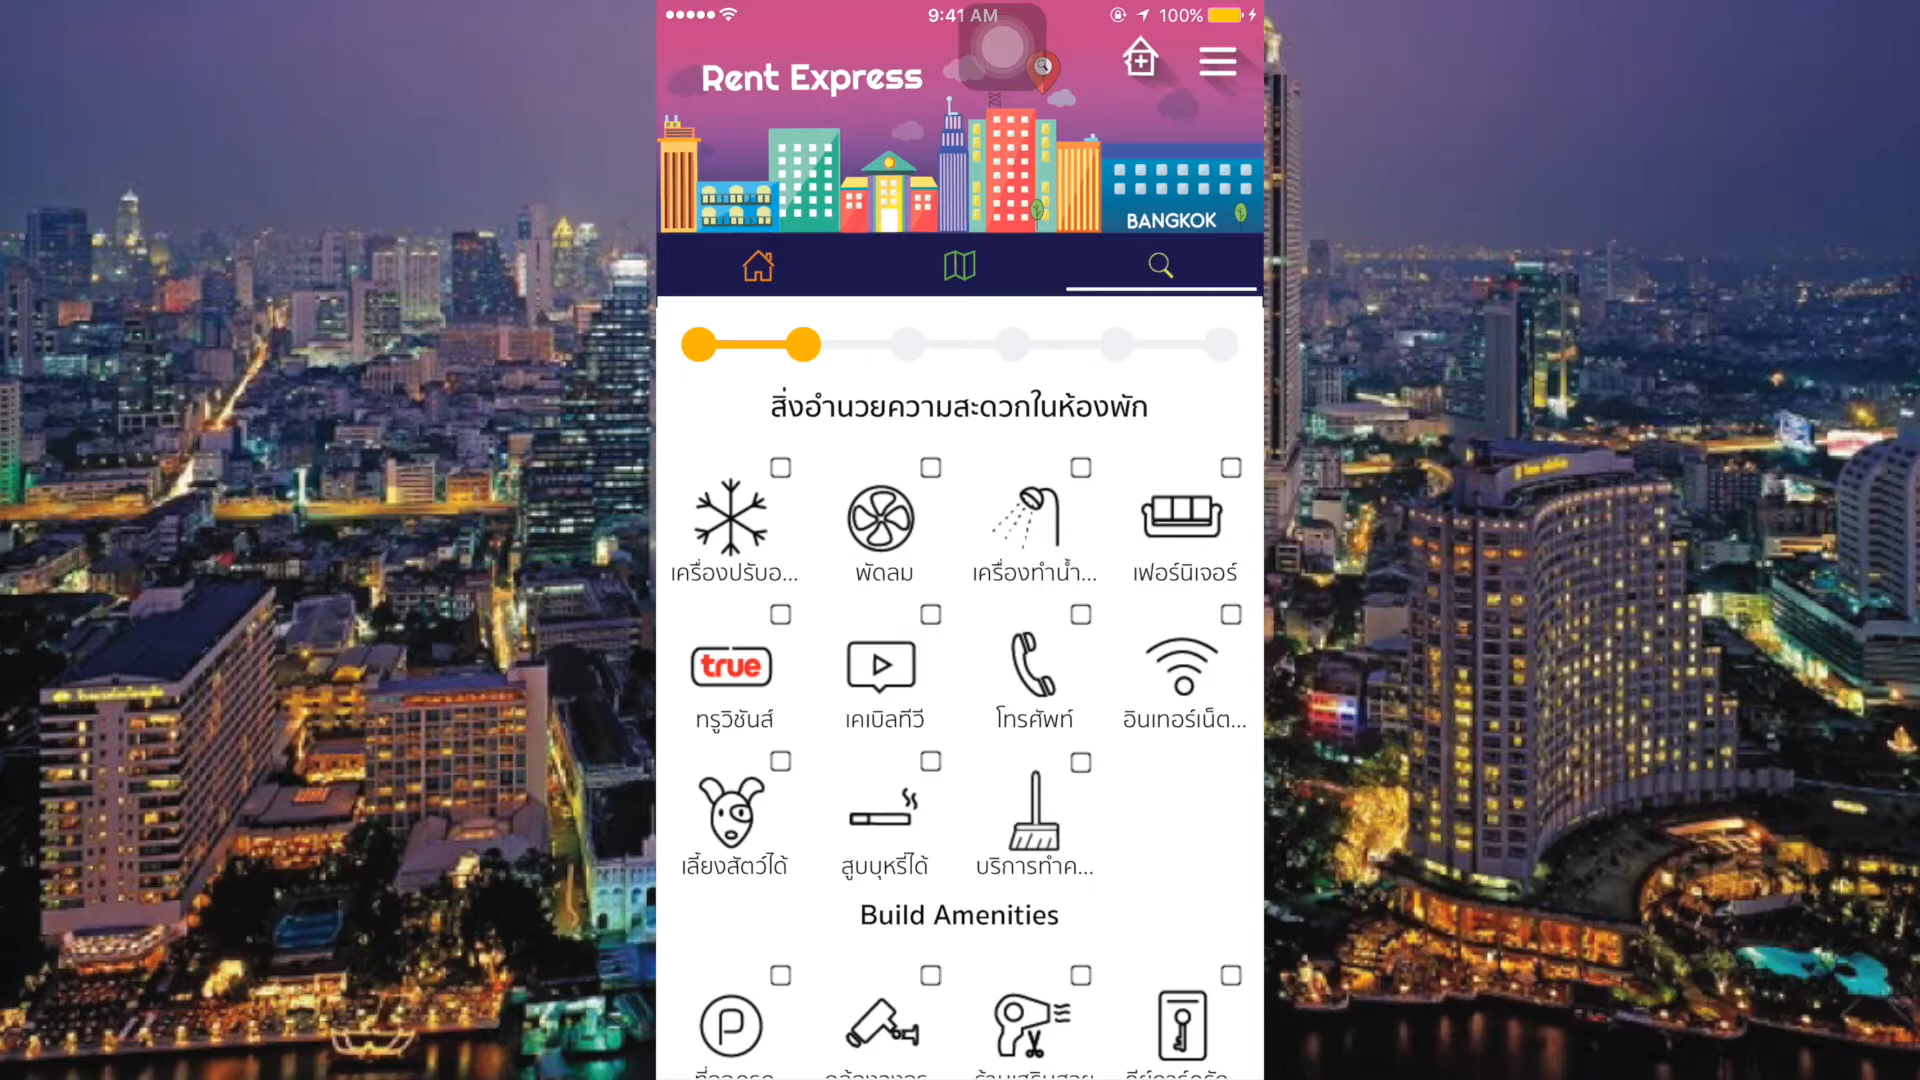 9:41 AM
100%
Rent Express
BANGKOK
สิ่งอำนวยความสะดวกในห้องพัก
เครื่องปรับอ...
พัดลม
เครื่องทำน้ำ...
เฟอร์นิเจอร์
true
ทรูวิชันส์
เคเบิลทีวี
โทรศัพท์
อินเทอร์เน็ต...
เลี้ยงสัตว์ได้
สูบบุหรี่ได้
บริการทำค...
Build Amenities
P